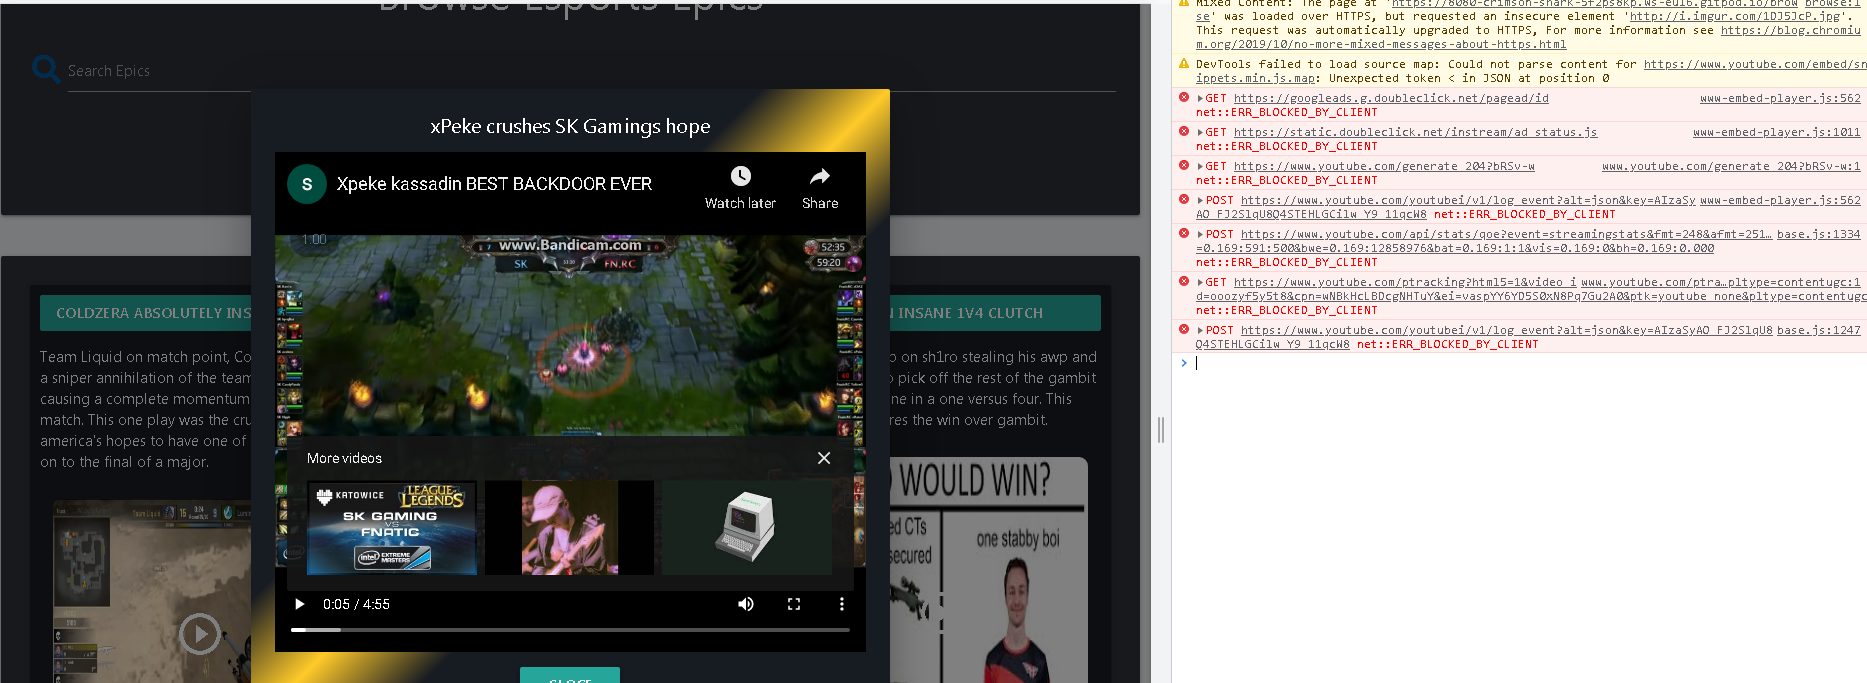 Browse Esports Epics
Search Epics
xPeke crushes SK Gamings hope
S
Xpeke kassadin BEST BACKDOOR EVER
Watch later
Share
1.00
7 www.Bandicam.com 0
52:35
SK
FN.RC
59:20
COLDZERA ABSOLUTELY INS
Team Liquid on match point, Co
a sniper annihilation of the team
causing a complete momentum
match. This one play was the cru
america's hopes to have one of
on to the final of a major.
More videos
KATOWICE
LEAGUE
LEGENDS
SK GAMING
VS
FNATIC
intel EXTREME
MASTERS
0:05 / 4:55
CLOSE
N INSANE 1V4 CLUTCH
o on sh1ro stealing his awp and
o pick off the rest of the gambit
ne in a one versus four. This
res the win over gambit.
WOULD WIN?
ed CTs
secured
one stabby boi
Team Liquid
15
9
Mixed Content: The page at 'https://8080-crimson-shark-5f2ps8kp.ws-eu16.gitpod.io/brow browse:1
se' was loaded over HTTPS, but requested an insecure element 'http://i.imgur.com/1DJ5JcP.jpg'.
This request was automatically upgraded to HTTPS, For more information see https://blog.chromiu
m.org/2019/10/no-more-mixed-messages-about-https.html
DevTools failed to load source map: Could not parse content for https://www.youtube.com/embed/sn
ippets.min.js.map: Unexpected token < in JSON at position 0
GET https://googleads.g.doubleclick.net/pagead/id www-embed-player.js:562
net::ERR_BLOCKED_BY_CLIENT
GET https://static.doubleclick.net/instream/ad_status.js www-embed-player.js:1011
net::ERR_BLOCKED_BY_CLIENT
GET https://www.youtube.com/generate_204?bRSv-w www.youtube.com/generate_204?bRSv-w:1
net::ERR_BLOCKED_BY_CLIENT
POST https://www.youtube.com/youtubei/v1/log_event?alt=json&key=AIzaSy www-embed-player.js:562
AO_FJ2SlqU8Q4STEHLGCilw_Y9_11qcW8 net::ERR_BLOCKED_BY_CLIENT
POST https://www.youtube.com/api/stats/qoe?event=streamingstats&fmt=248&afmt=251… base.js:1334
=0.169:591:500&bwe=0.169:12858976&bat=0.169:1:1&vis=0.169:0&bh=0.169:0.000
net::ERR_BLOCKED_BY_CLIENT
GET https://www.youtube.com/ptracking?html5=1&video_i www.youtube.com/ptra…pltype=contentugc:1
d=ooozyf5y5t8&cpn=wNBkHcLBDcgNHTuY&ei=vaspYY6YD5S0xN8Pq7Gu2A0&ptk=youtube_none&pltype=contentugc
net::ERR_BLOCKED_BY_CLIENT
POST https://www.youtube.com/youtubei/v1/log_event?alt=json&key=AIzaSyAO_FJ2SlqU8 base.js:1247
Q4STEHLGCilw_Y9_11qcW8 net::ERR_BLOCKED_BY_CLIENT